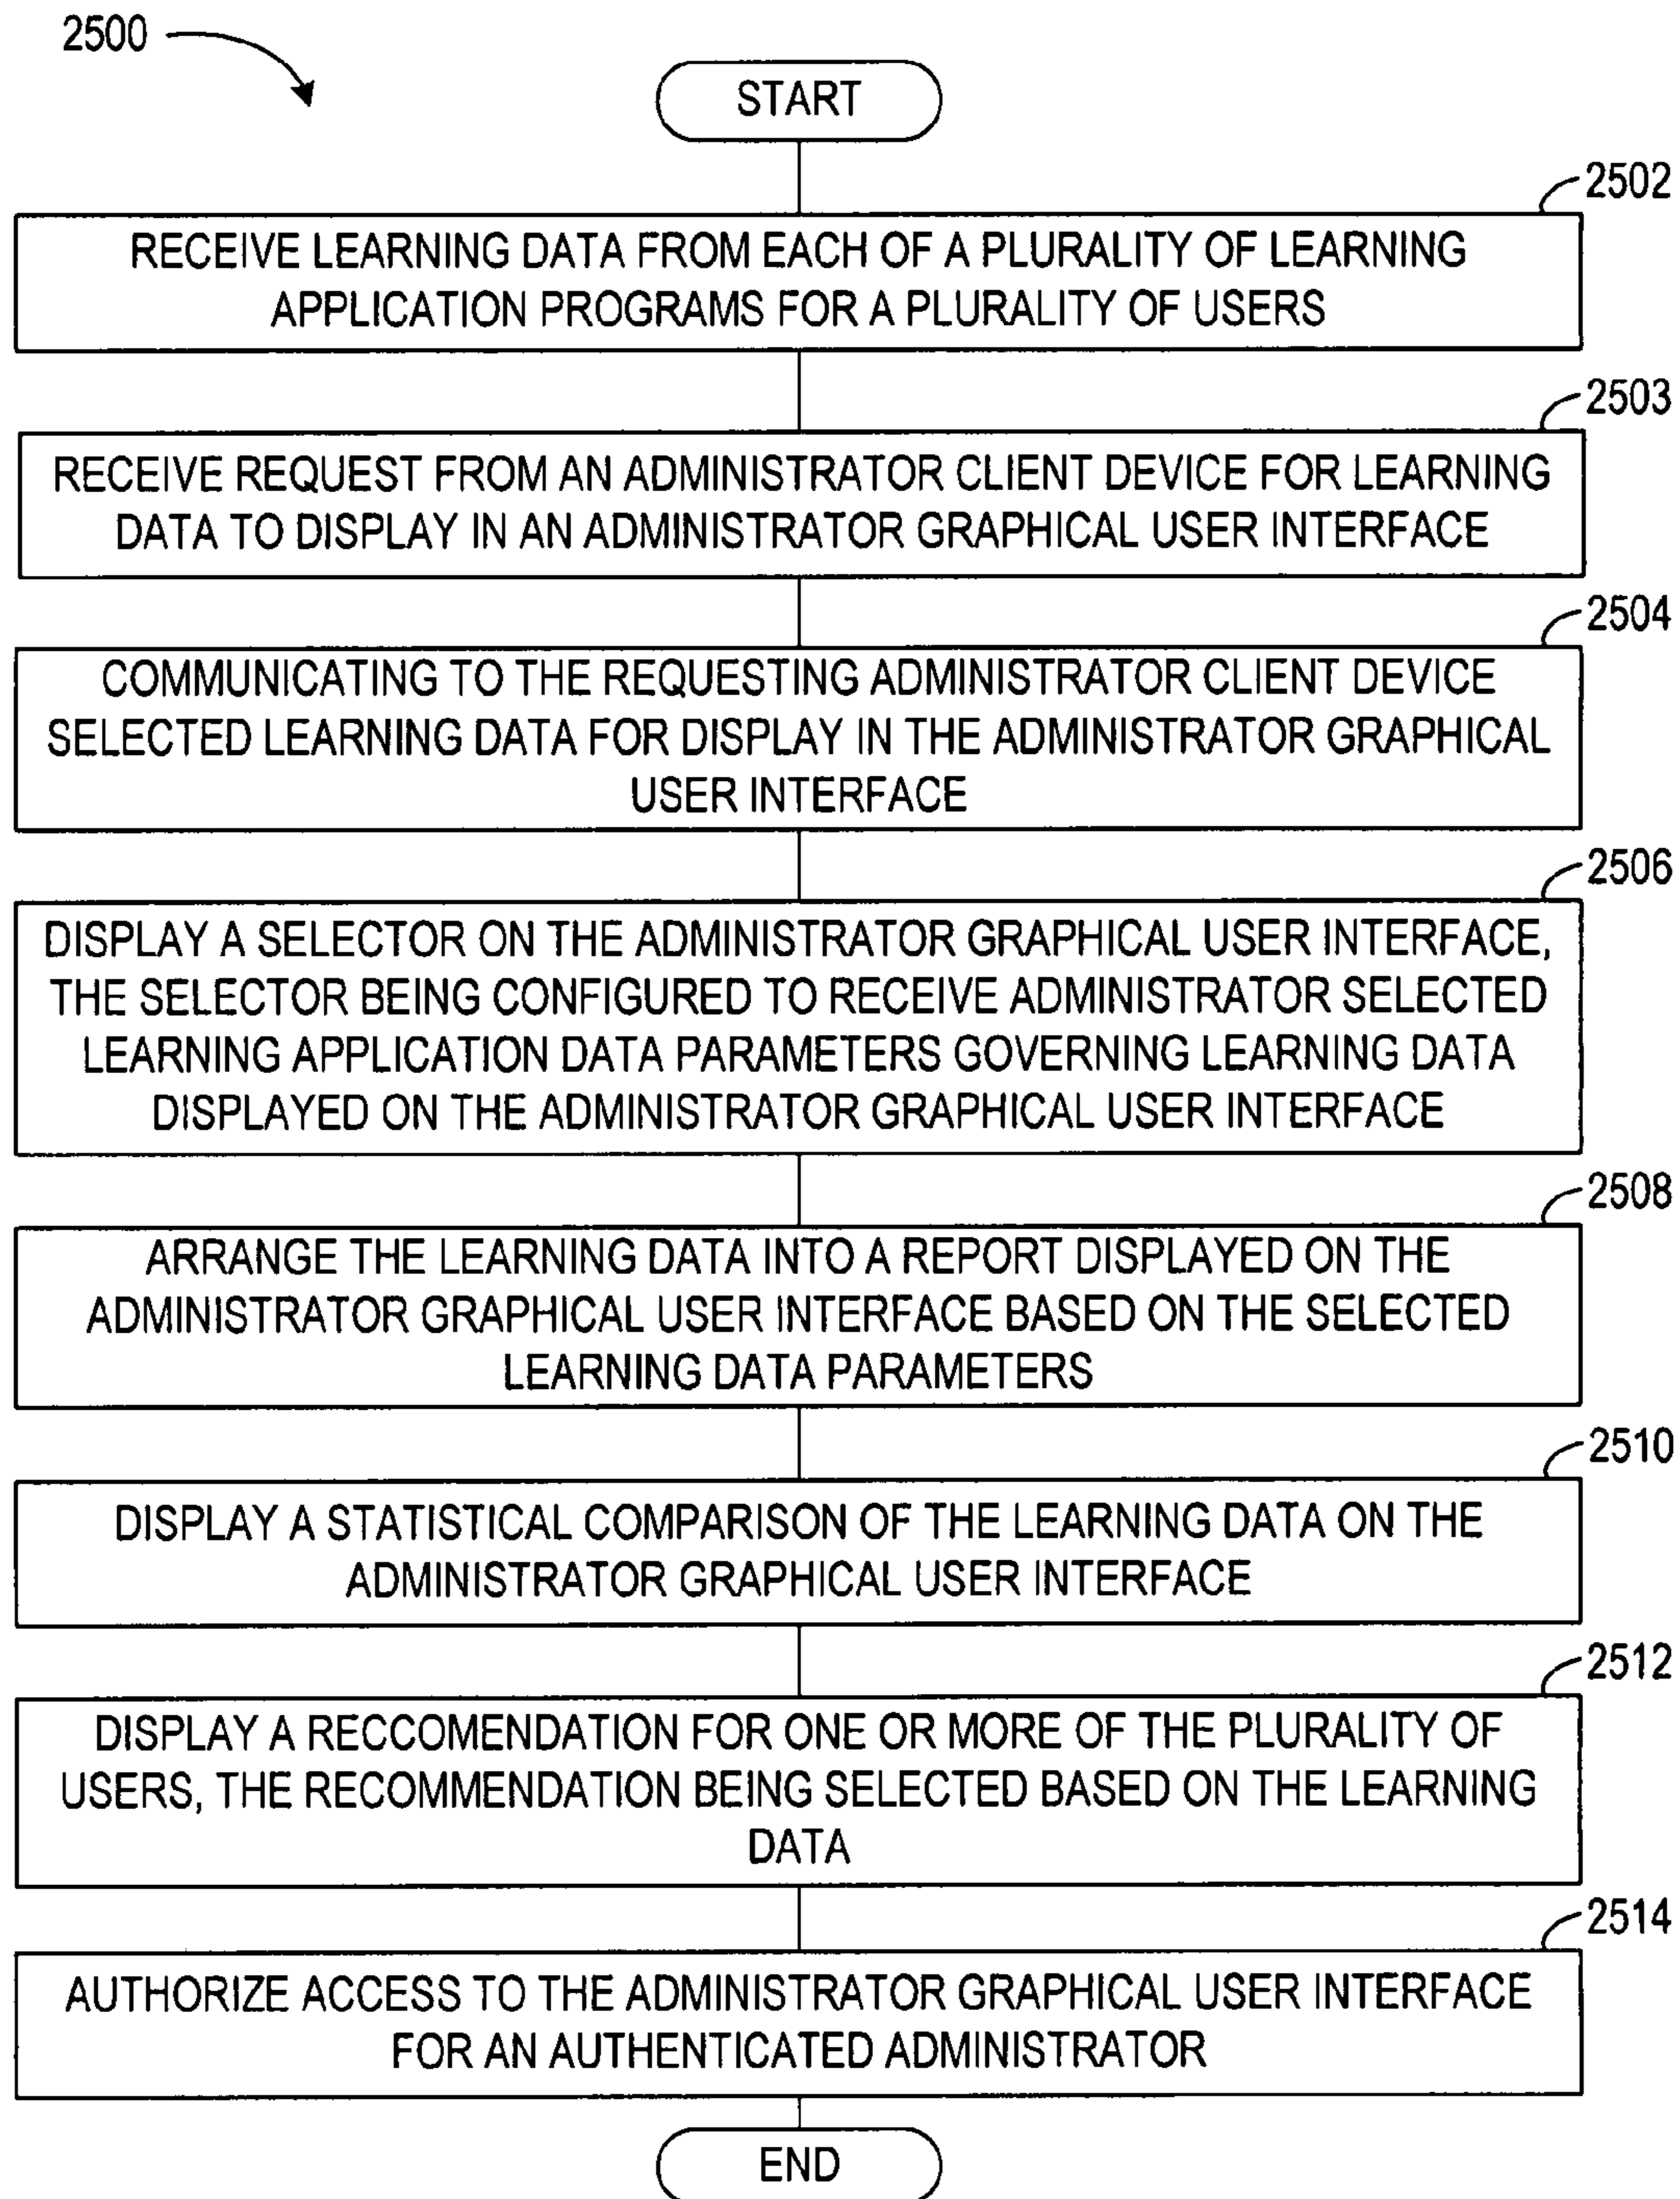 2500
START
2502
RECEIVE LEARNING DATA FROM EACH OF A PLURALITY OF LEARNING
APPLICATION PROGRAMS FOR A PLURALITY OF USERS
2503
RECEIVE REQUEST FROM AN ADMINISTRATOR CLIENT DEVICE FOR LEARNING
DATA TO DISPLAY IN AN ADMINISTRATOR GRAPHICAL USER INTERFACE
2504
COMMUNICATING TO THE REQUESTING ADMINISTRATOR CLIENT DEVICE
SELECTED LEARNING DATA FOR DISPLAY IN THE ADMINISTRATOR GRAPHICAL
USER INTERFACE
2506
DISPLAY A SELECTOR ON THE ADMINISTRATOR GRAPHICAL USER INTERFACE,
THE SELECTOR BEING CONFIGURED TO RECEIVE ADMINISTRATOR SELECTED
LEARNING APPLICATION DATA PARAMETERS GOVERNING LEARNING DATA
DISPLAYED ON THE ADMINISTRATOR GRAPHICAL USER INTERFACE
2508
ARRANGE THE LEARNING DATA INTO A REPORT DISPLAYED ON THE
ADMINISTRATOR GRAPHICAL USER INTERFACE BASED ON THE SELECTED
LEARNING DATA PARAMETERS
2510
DISPLAY A STATISTICAL COMPARISON OF THE LEARNING DATA ON THE
ADMINISTRATOR GRAPHICAL USER INTERFACE
2512
DISPLAY A RECCOMENDATION FOR ONE OR MORE OF THE PLURALITY OF
USERS, THE RECOMMENDATION BEING SELECTED BASED ON THE LEARNING
DATA
2514
AUTHORIZE ACCESS TO THE ADMINISTRATOR GRAPHICAL USER INTERFACE
FOR AN AUTHENTICATED ADMINISTRATOR
END